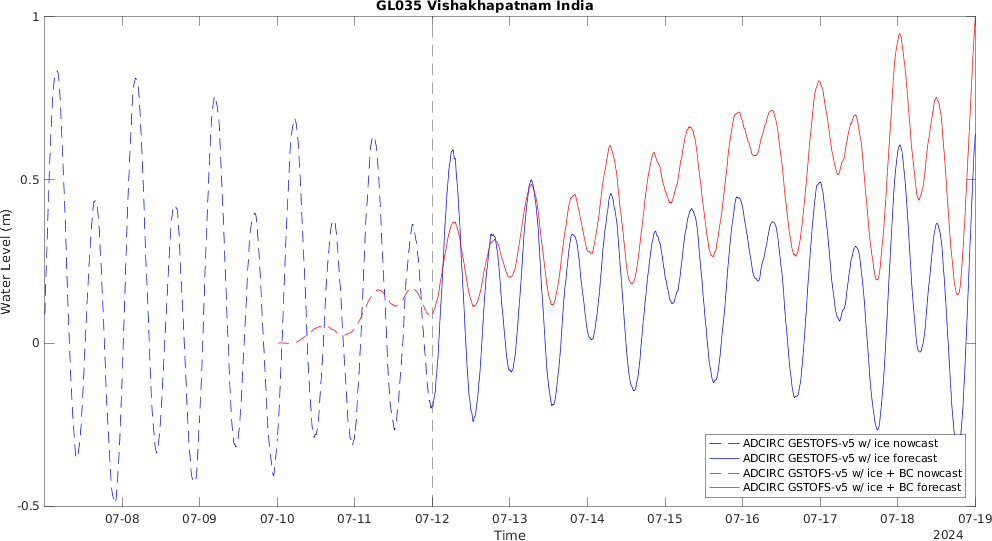 GL035 Vishakhapatnam India
Water Level (m)
1
0.5
0
-0.5
07-08 07-09 07-10 07-11 07-12 07-13 07-14 07-15 07-16 07-17 07-18 07-19
Time
2024
ADCIRC GESTOFS-v5 w/ ice nowcast
ADCIRC GESTOFS-v5 w/ ice forecast
ADCIRC GSTOFS-v5 w/ ice + BC nowcast
ADCIRC GSTOFS-v5 w/ ice + BC forecast